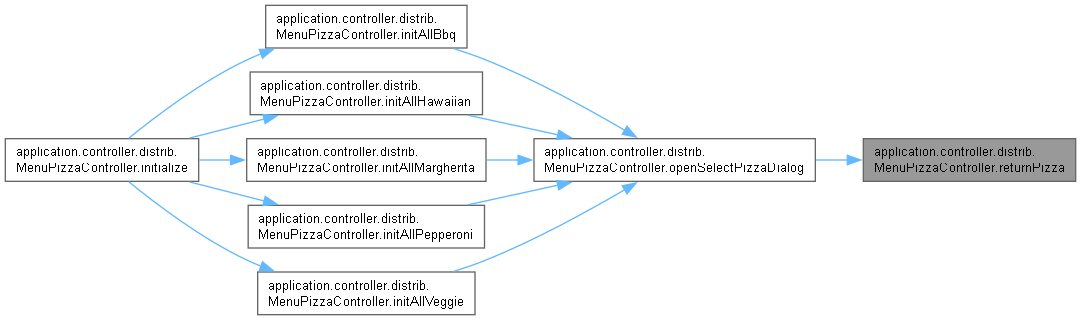 application.controller.distrib.
MenuPizzaController.initAllBbq
application.controller.distrib.
MenuPizzaController.initAllHawaiian
application.controller.distrib.
MenuPizzaController.initialize
application.controller.distrib.
MenuPizzaController.initAllMargherita
application.controller.distrib.
MenuPizzaController.openSelectPizzaDialog
application.controller.distrib.
MenuPizzaController.returnPizza
application.controller.distrib.
MenuPizzaController.initAllPepperoni
application.controller.distrib.
MenuPizzaController.initAllVeggie